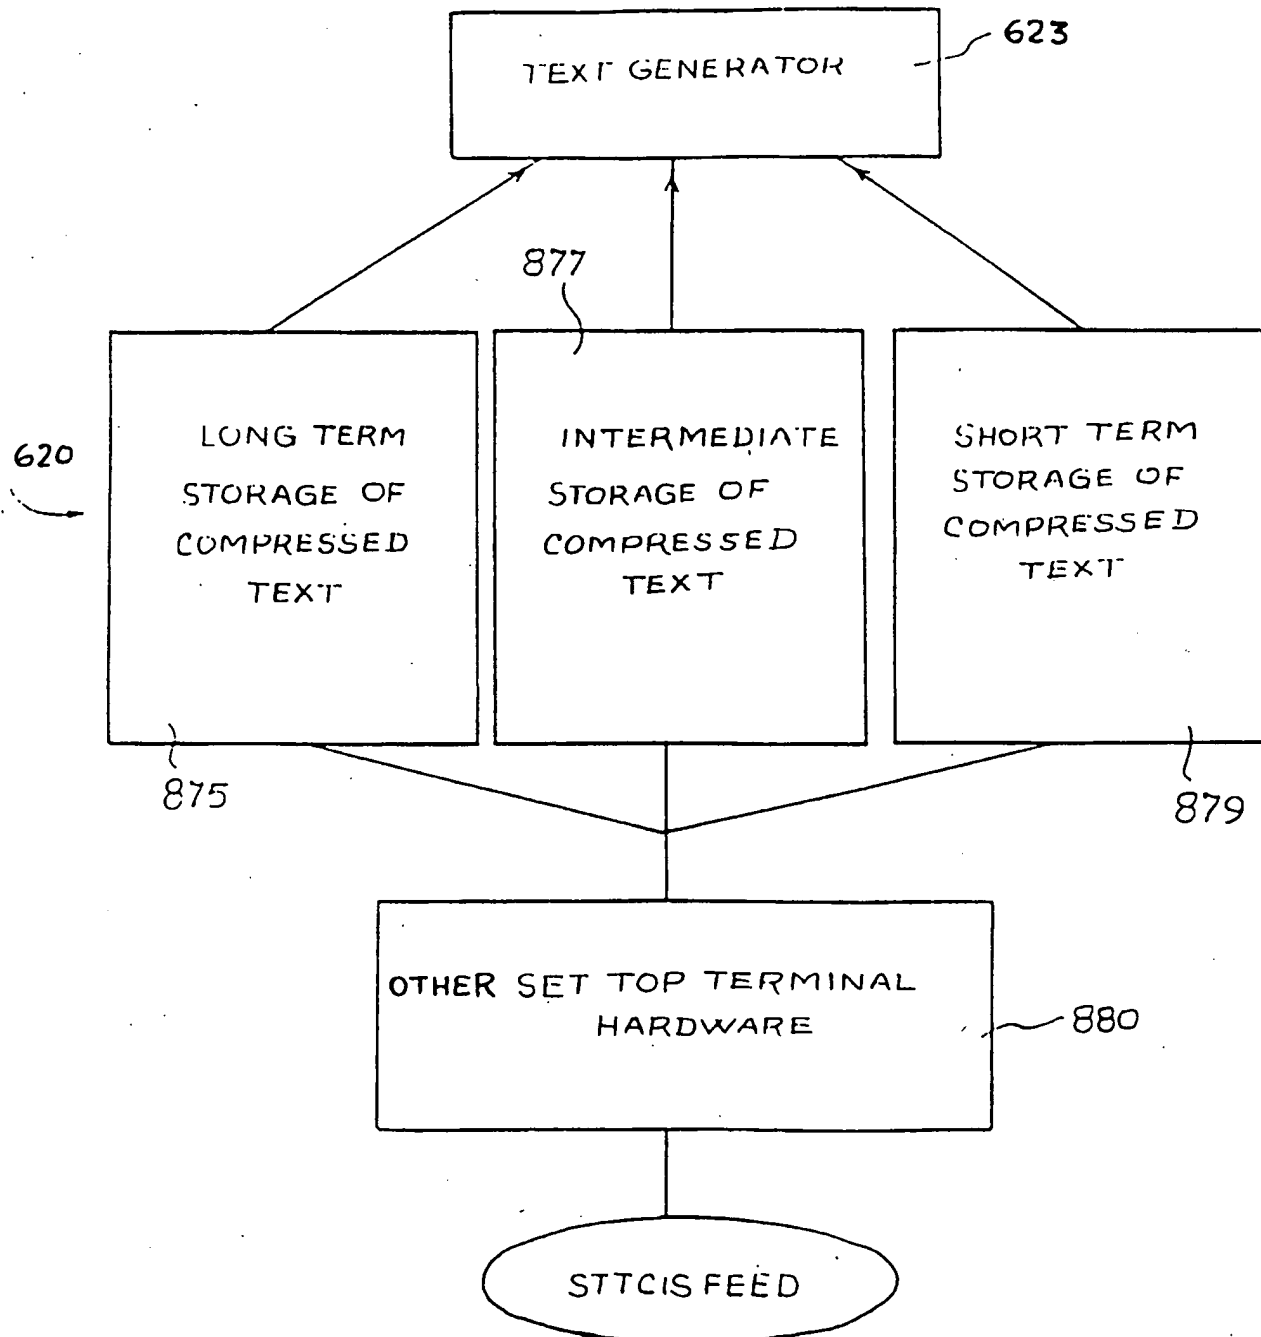 TEXT GENERATOR
623
877
620
LONG TERM
STORAGE OF
COMPRESSED
TEXT
INTERMEDIATE
STORAGE OF
COMPRESSED
TEXT
SHORT TERM
STORAGE OF
COMPRESSED
TEXT
875
879
OTHER SET TOP TERMINAL
HARDWARE
880
STTCIS FEED